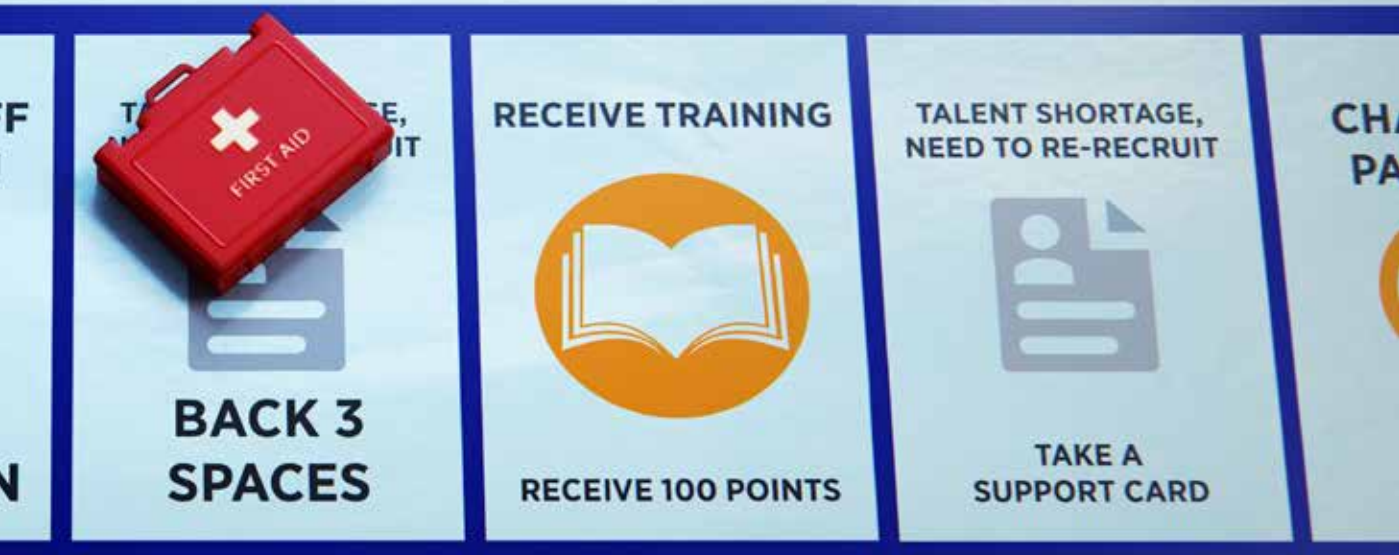 FF
N
FIRST AID
BACK 3
SPACES
RECEIVE TRAINING
RECEIVE 100 POINTS
TALENT SHORTAGE,
NEED TO RE-RECRUIT
TAKE A
SUPPORT CARD